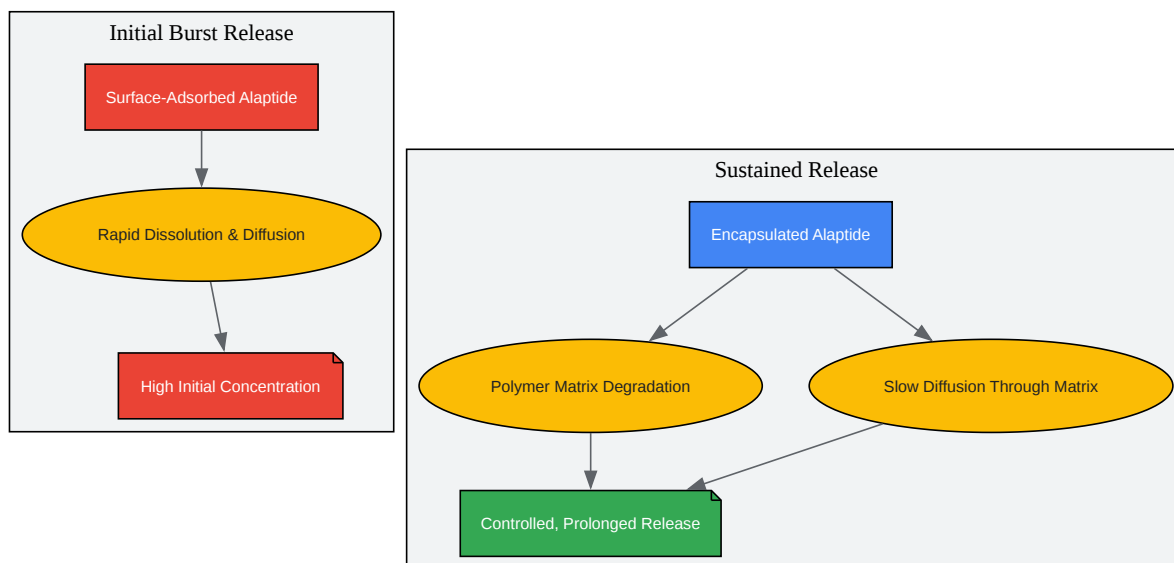 Initial Burst Release
Surface-Adsorbed Alaptide
Rapid Dissolution & Diffusion
High Initial Concentration
Sustained Release
Encapsulated Alaptide
Polymer Matrix Degradation
Slow Diffusion Through Matrix
Controlled, Prolonged Release